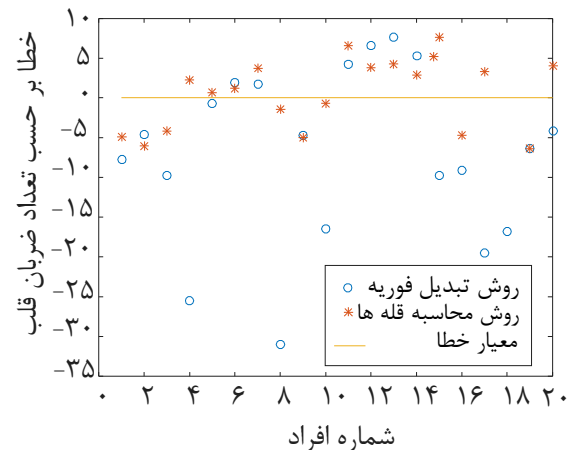 خطا بر حسب تعداد ضربان قلب
۱۰
۵
۰
-۵
-۱۰
-۱۵
-۲۰
-۲۵
-۳۰
-۳۵
روش تبدیل فوریه
روش محاسبه قله ها
معیار خطا
۰ ۲ ۴ ۶ ۸ ۱۰ ۱۲ ۱۴ ۱۶ ۱۸ ۲۰
شماره افراد